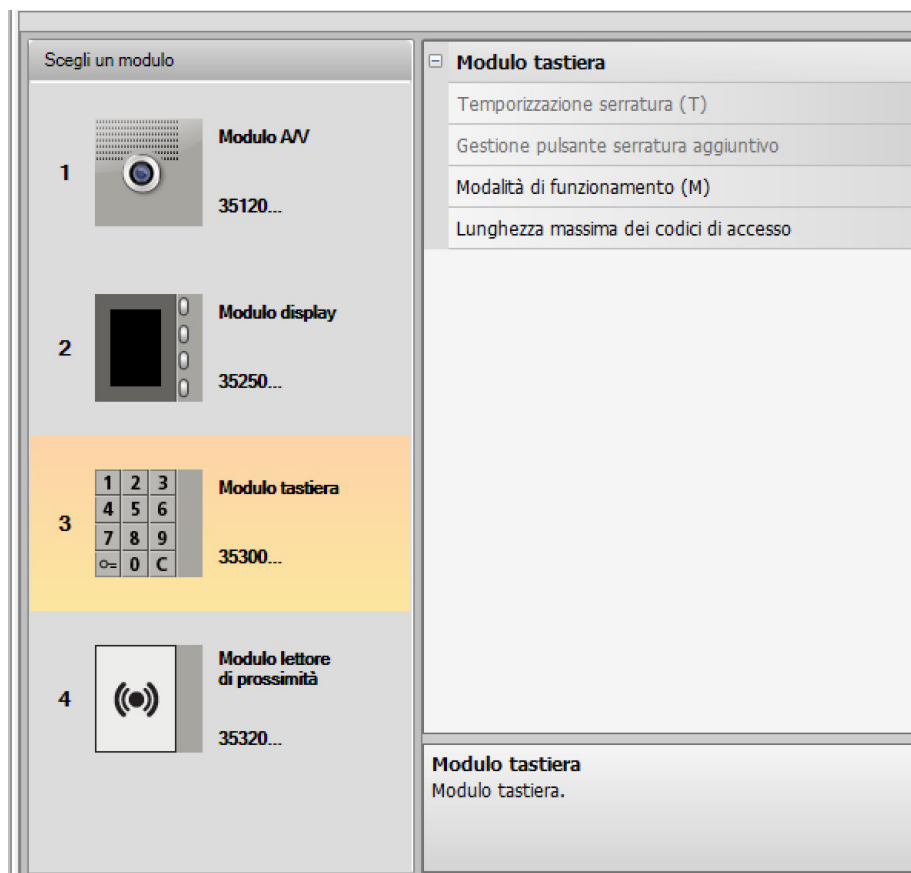 Scegli un modulo
1
Modulo A/V
35120...
2
Modulo display
35250...
3
1 2 3
4 5 6
7 8 9
0 C
Modulo tastiera
35300...
4
Modulo lettore
di prossimità
35320...
Modulo tastiera
Temporizzazione serratura (T)
Gestione pulsante serratura aggiuntivo
Modalità di funzionamento (M)
Lunghezza massima dei codici di accesso
Modulo tastiera
Modulo tastiera.